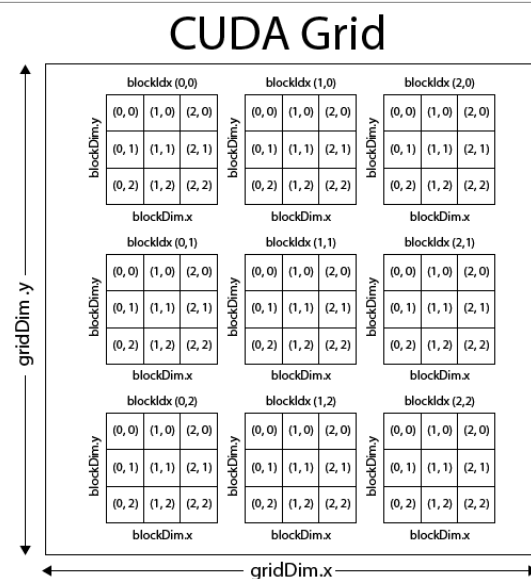 CUDA Grid
blockIdx (0,0) blockIdx (1,0) blockIdx (2,0)
(0, 0) (1, 0) (2, 0) (0, 0) (1, 0) (2, 0) (0, 0) (1, 0) (2, 0)
blockDim.y (0, 1) (1, 1) (2, 1) blockDim.y (0, 1) (1, 1) (2, 1) blockDim.y (0, 1) (1, 1) (2, 1)
(0, 2) (1, 2) (2, 2) (0, 2) (1, 2) (2, 2) (0, 2) (1, 2) (2, 2)
blockDim.x blockDim.x blockDim.x
blockIdx (0,1) blockIdx (1,1) blockIdx (2,1)
(0, 0) (1, 0) (2, 0) (0, 0) (1, 0) (2, 0) (0, 0) (1, 0) (2, 0)
gridDim .y blockDim.y (0, 1) (1, 1) (2, 1) blockDim.y (0, 1) (1, 1) (2, 1) blockDim.y (0, 1) (1, 1) (2, 1)
(0, 2) (1, 2) (2, 2) (0, 2) (1, 2) (2, 2) (0, 2) (1, 2) (2, 2)
blockDim.x blockDim.x blockDim.x
blockIdx (0,2) blockIdx (1,2) blockIdx (2,2)
(0, 0) (1, 0) (2, 0) (0, 0) (1, 0) (2, 0) (0, 0) (1, 0) (2, 0)
blockDim.y (0, 1) (1, 1) (2, 1) blockDim.y (0, 1) (1, 1) (2, 1) blockDim.y (0, 1) (1, 1) (2, 1)
(0, 2) (1, 2) (2, 2) (0, 2) (1, 2) (2, 2) (0, 2) (1, 2) (2, 2)
blockDim.x blockDim.x blockDim.x
gridDim.x